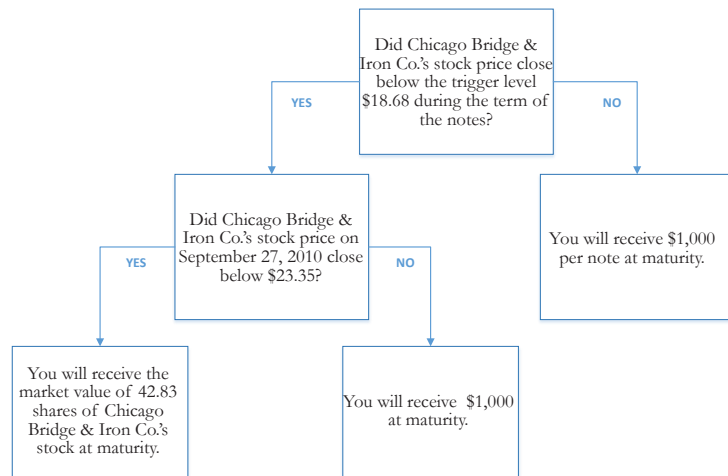 Did Chicago Bridge &
Iron Co.'s stock price close
below the trigger level
$18.68 during the term of
the notes?
YES
NO
Did Chicago Bridge &
Iron Co.'s stock price on
September 27, 2010 close
below $23.35?
You will receive $1,000
per note at maturity.
YES
NO
You will receive the
market value of 42.83
shares of Chicago
Bridge & Iron Co.'s
stock at maturity.
You will receive $1,000
at maturity.